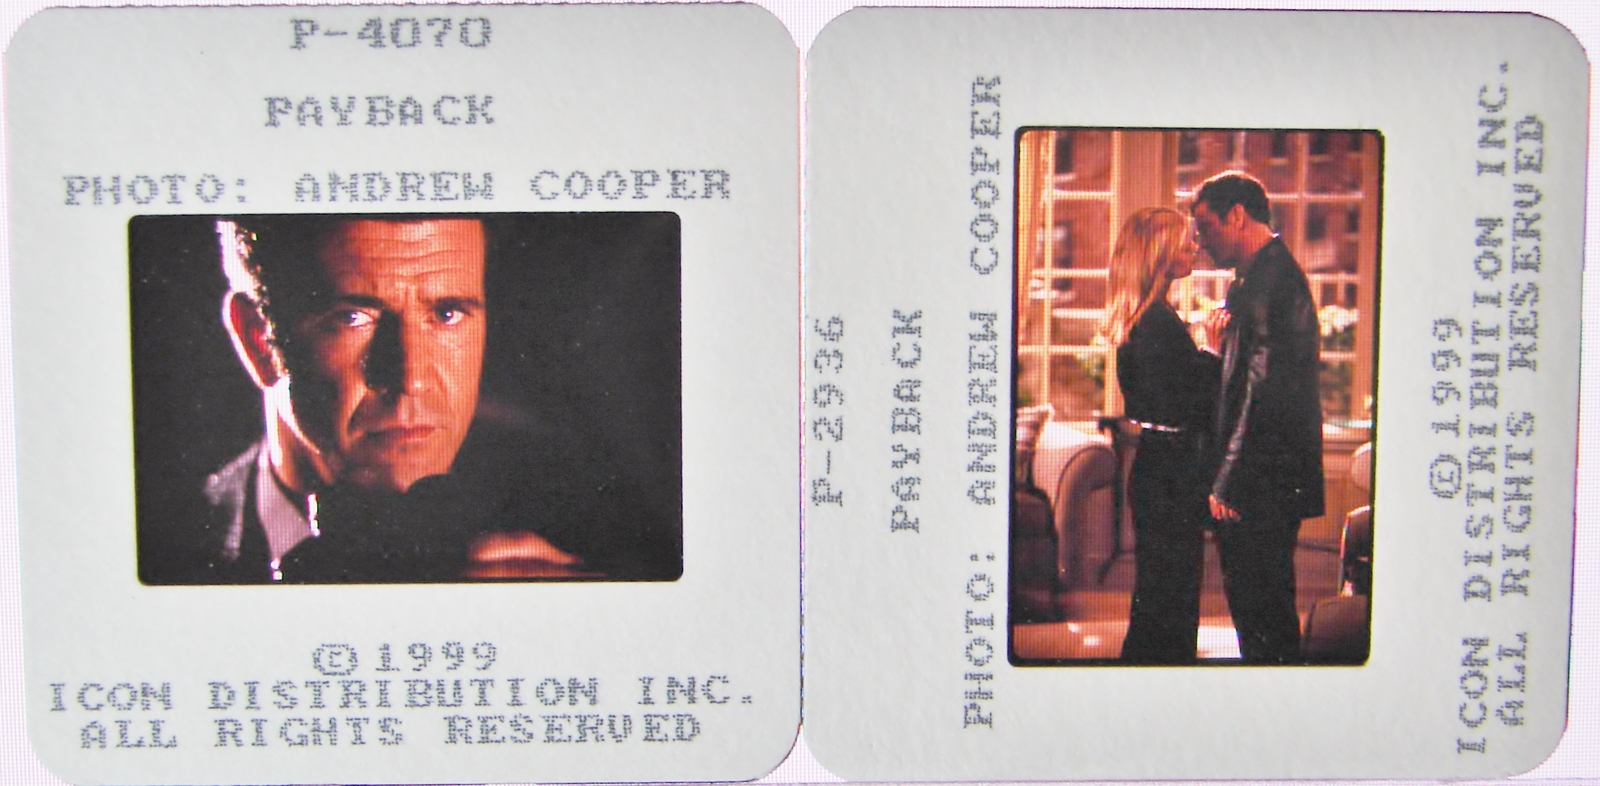 P-4070
PAYBACK
PHOTO: ANDREW COOPER
© 1999
ICON DISTRIBUTION INC.
ALL RIGHTS RESERVED
P-2936
PAYBACK
PHOTO: ANDREW COOPER
© 1999
ICON DISTRIBUTION INC.
ALL RIGHTS RESERVED